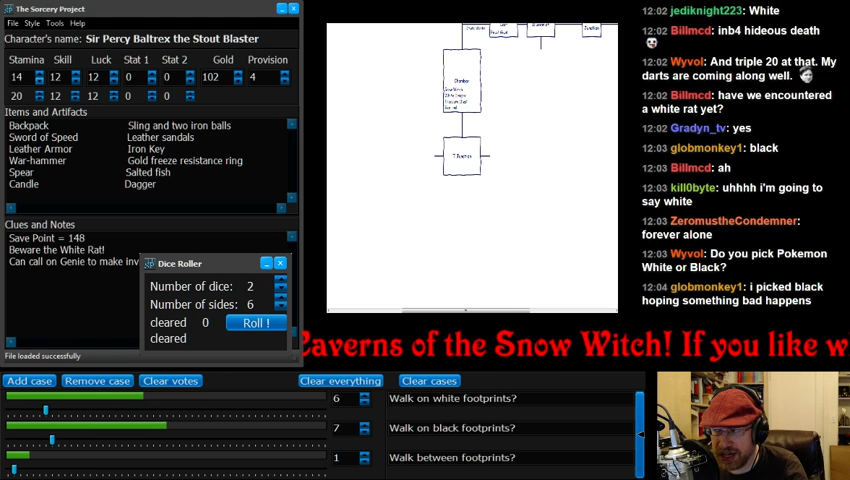 The Sorcery Project
File Style Tools Help
Character's name: Sir Percy Baltrex the Stout Blaster
Stamina Skill Luck Stat 1 Stat 2 Gold Provision
14 12 12 0 0 102 4
20 12 12 0 0
Items and Artifacts
Backpack Sling and two iron balls
Sword of Speed Leather sandals
Leather Armor Iron Key
War-hammer Gold freeze resistance ring
Spear Salted fish
Candle Dagger
Clues and Notes
Save Point = 148
Beware the White Rat!
Can call on Genie to make inv
File loaded successfully
Dice Roller
Number of dice: 2
Number of sides: 6
cleared 0 Roll !
cleared
Caverns of the Snow Witch! If you like w
Add case Remove case Clear votes Clear everything Clear cases
6 Walk on white footprints?
7 Walk on black footprints?
1 Walk between footprints?
12:02 jediknight223: White
12:02 Billmcd: inb4 hideous death
12:02 Wyvol: And triple 20 at that. My
darts are coming along well.
12:02 Billmcd: have we encountered
a white rat yet?
12:02 Gradyn_tv: yes
12:03 globmonkey1: black
12:03 Billmcd: ah
12:03 kill0byte: uhhhh i'm going to
say white
12:03 ZeromustheCondemner:
forever alone
12:03 Wyvol: Do you pick Pokemon
White or Black?
12:04 globmonkey1: i picked black
hoping something bad happens